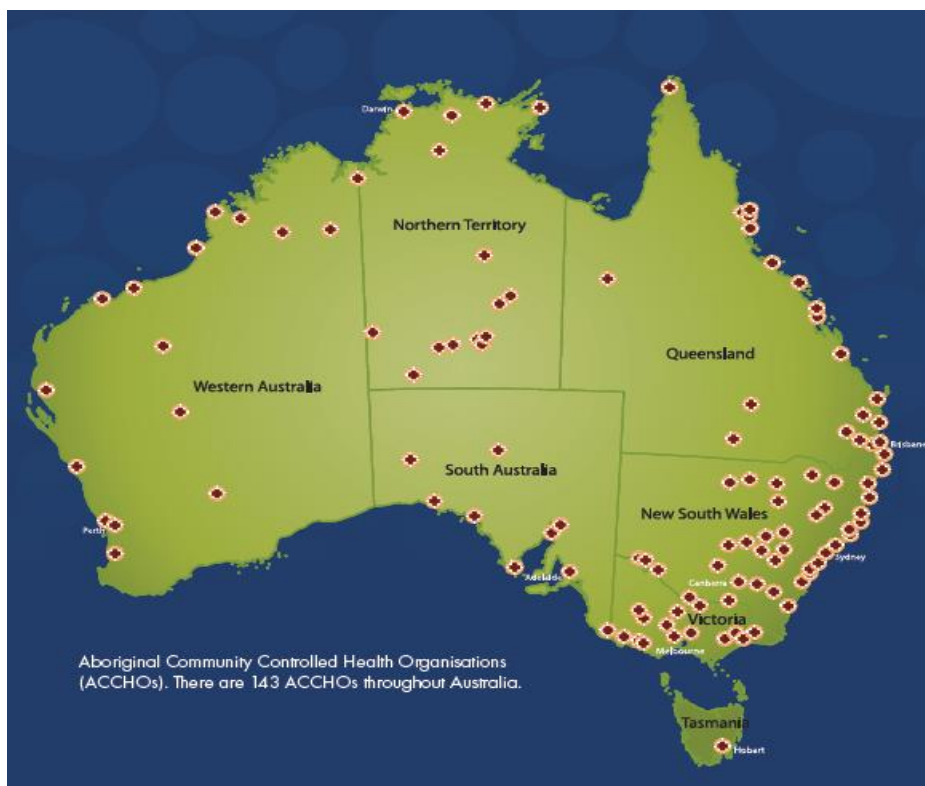 Darwin
Northern Territory
Queensland
Western Australia
South Australia
Brisbane
New South Wales
Perth
Sydney
Adelaide
Canberra
Victoria
Melbourne
Aboriginal Community Controlled Health Organisations
(ACCHOs). There are 143 ACCHOs throughout Australia.
Tasmania
Hobart